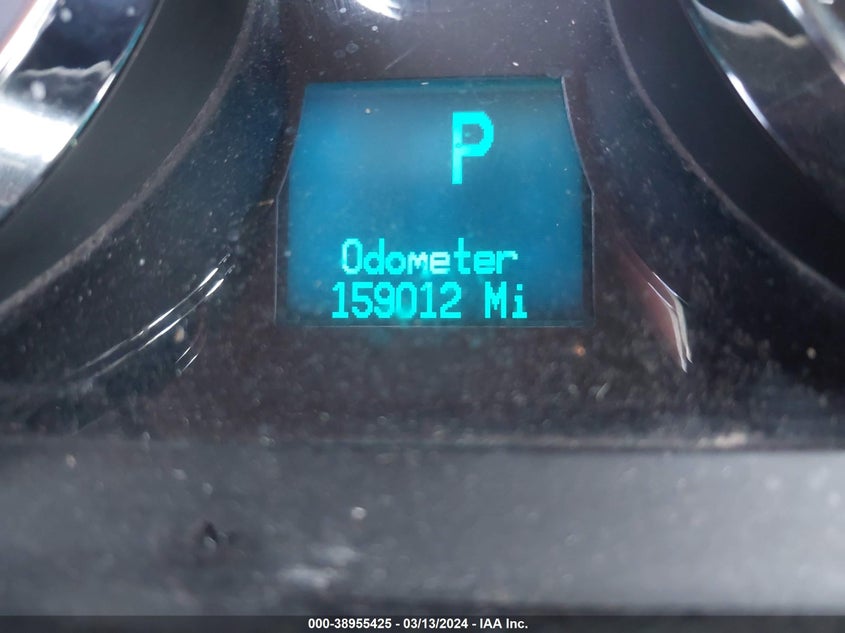 P
Odometer
159012 Mi
000-38955425 - 03/13/2024 - IAA Inc.